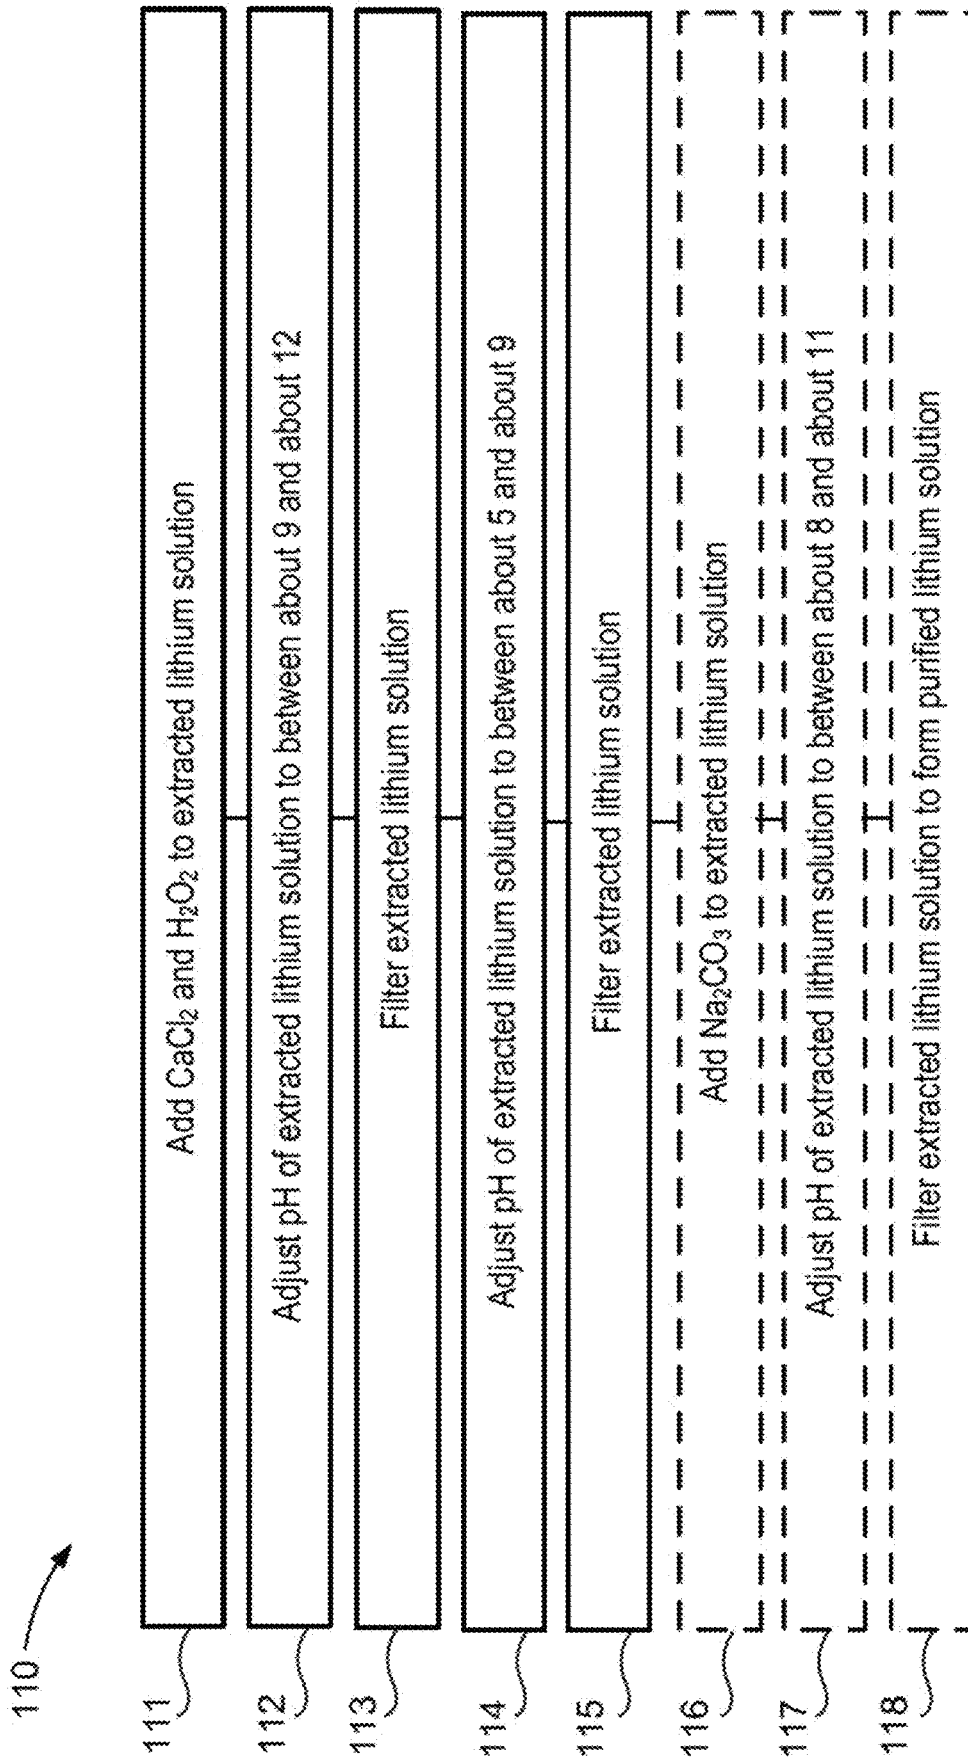 110
111
Add CaCl₂ and H₂O₂ to extracted lithium solution
112
Adjust pH of extracted lithium solution to between about 9 and about 12
113
Filter extracted lithium solution
114
Adjust pH of extracted lithium solution to between about 5 and about 9
115
Filter extracted lithium solution
116
Add Na₂CO₃ to extracted lithium solution
117
Adjust pH of extracted lithium solution to between about 8 and about 11
118
Filter extracted lithium solution to form purified lithium solution